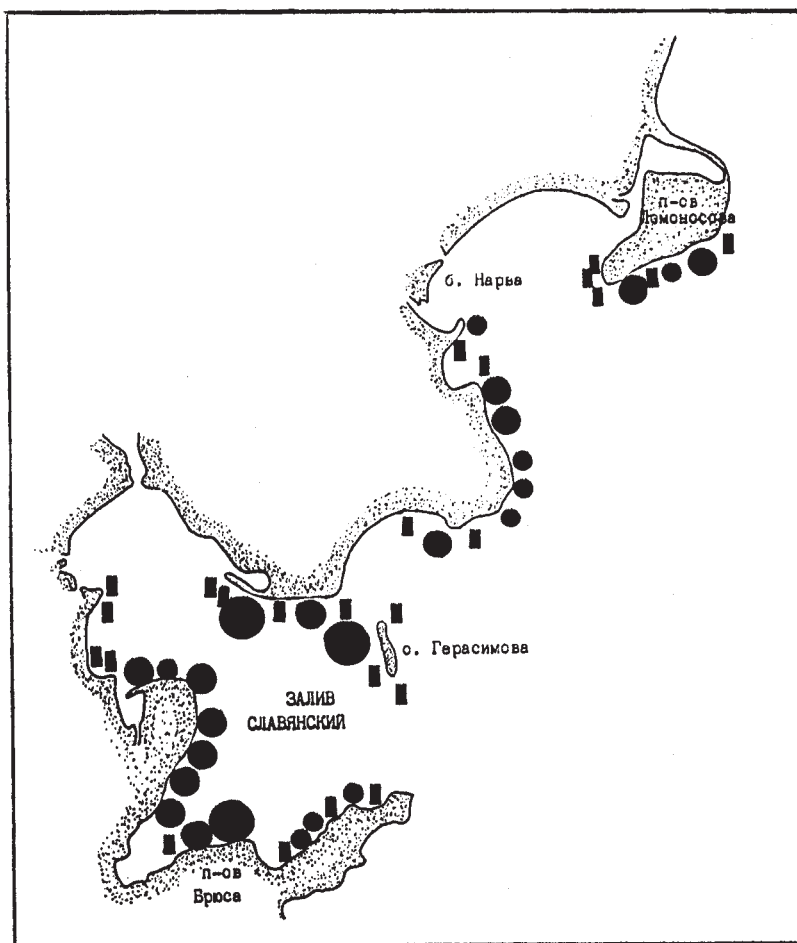 п-ов
Ломоносова
б. Нарва
о. Герасимова
ЗАЛИВ
СЛАВЯНСКИЙ
п-ов
Брюса